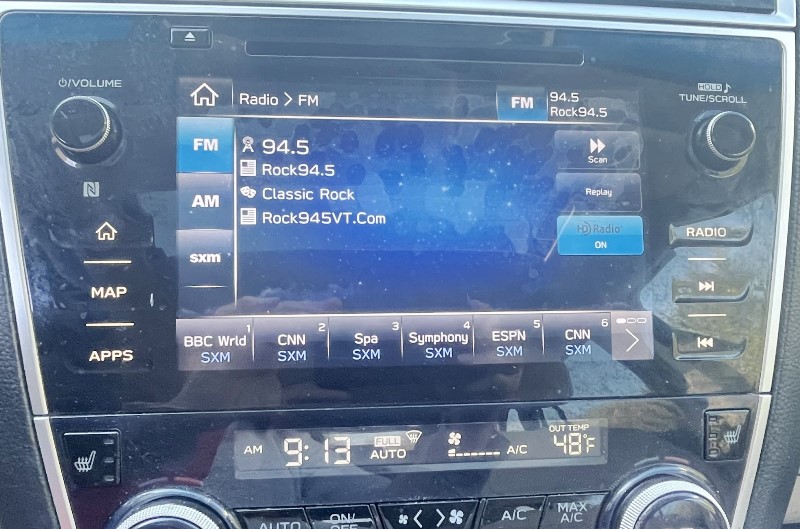 ⏻/VOLUME
HOLD ♪
TUNE/SCROLL
Radio > FM
FM
94.5
Rock94.5
FM
AM
sxm
94.5
Rock94.5
Classic Rock
Rock945VT.Com
Scan
Replay
HD Radio
ON
MAP
APPS
RADIO
BBC Wrld 1
SXM
CNN 2
SXM
Spa 3
SXM
Symphony 4
SXM
ESPN 5
SXM
CNN 6
SXM
AM 9:13
FULL
AUTO
A/C
OUT TEMP
48°F
AUTO
ON/
OFF
A/C
MAX
A/C